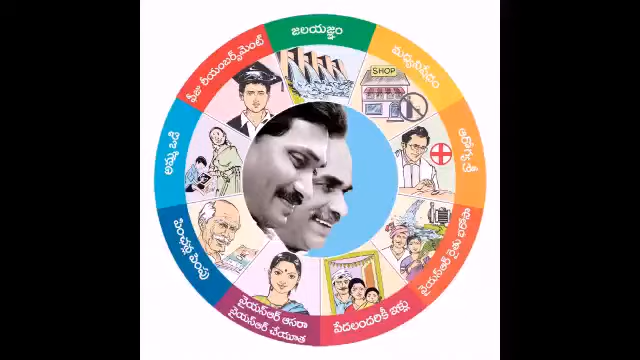 జలయజ్ఞం
మద్యనిషేధం
SHOP
ఆరోగ్యశ్రీ
వైయస్ఆర్ రైతు భరోసా
పేదలందరికీ ఇళ్లు
వైయస్ఆర్ ఆసరా
వైయస్ఆర్ చేయూత
పింఛన్ల పెంపు
అమ్మ ఒడి
ఫీజు రీయింబర్స్‌మెంట్